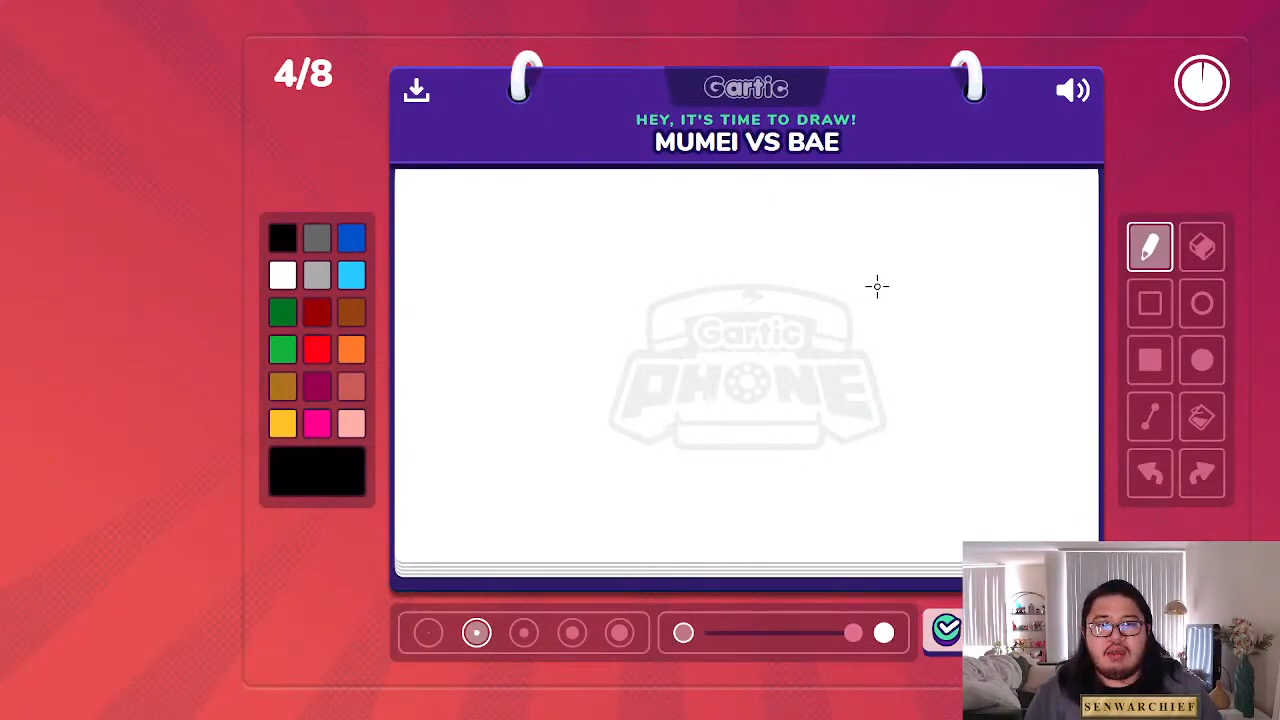 4/8
Gartic
HEY, IT'S TIME TO DRAW!
MUMEI VS BAE
Gartic
PHONE
SENWARCHIEF